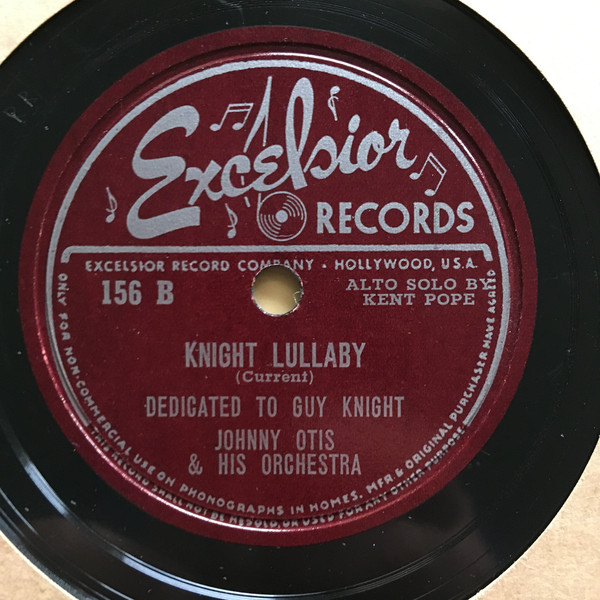 Excelsior
RECORDS
EXCELSIOR RECORD COMPANY • HOLLYWOOD, U.S.A.
156 B
ALTO SOLO BY
KENT POPE
KNIGHT LULLABY
(Current)
DEDICATED TO GUY KNIGHT
JOHNNY OTIS
& HIS ORCHESTRA
ONLY FOR NON-COMMERCIAL USE ON PHONOGRAPHS IN HOMES. MFR & ORIGINAL PURCHASER HAVE AGREED
THIS RECORD SHALL NOT BE RESOLD, OR USED FOR ANY OTHER PURPOSE